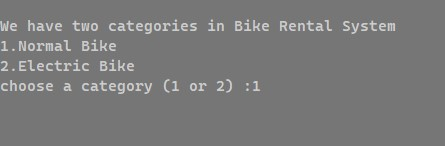 We have two categories in Bike Rental System
1.Normal Bike
2.Electric Bike
choose a category (1 or 2) :1